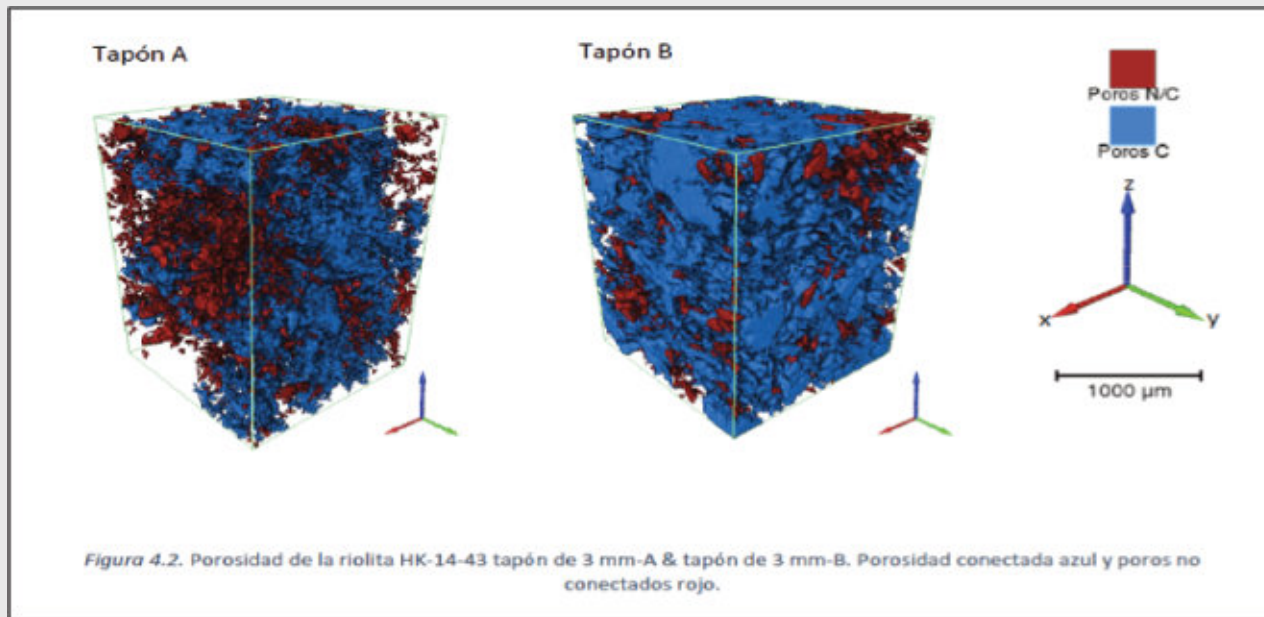 Tapón A
Tapón B
Poros N/C
Poros C
z
x
y
1000 µm
Figura 4.2. Porosidad de la riolita HK-14-43 tapón de 3 mm-A & tapón de 3 mm-B. Porosidad conectada azul y poros no
conectados rojo.